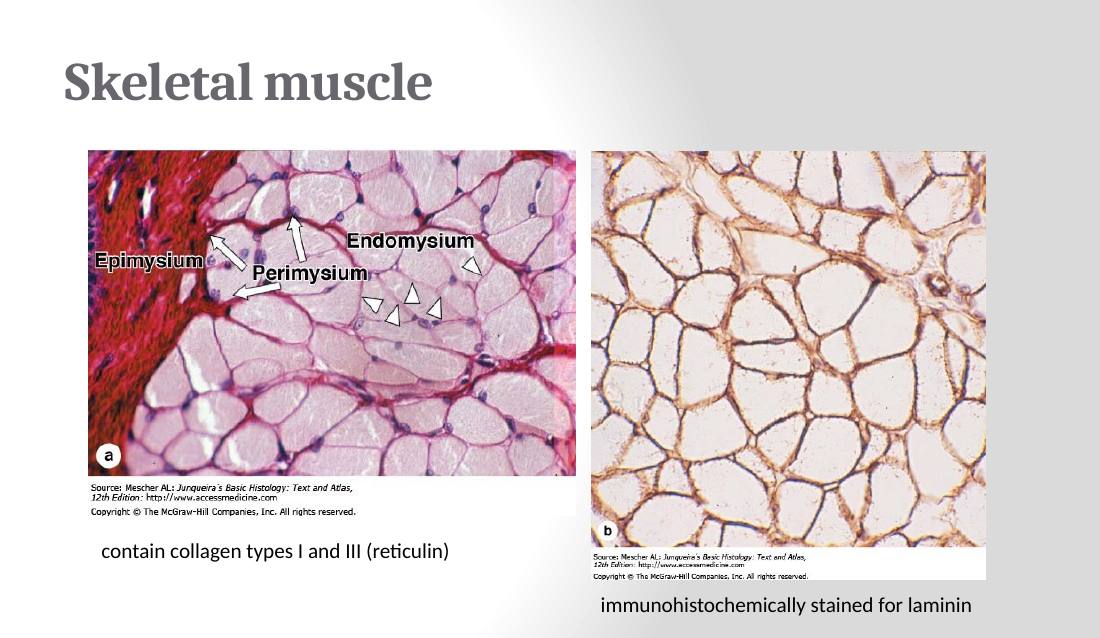 Skeletal muscle
Endomysium
Epimysium
Perimysium
a
Source: Mescher AL: Junqueira's Basic Histology: Text and Atlas,
12th Edition: http://www.accessmedicine.com
Copyright © The McGraw-Hill Companies, Inc. All rights reserved.
contain collagen types I and III (reticulin)
b
Source: Mescher AL: Junqueira's Basic Histology: Text and Atlas,
12th Edition: http://www.accessmedicine.com
Copyright © The McGraw-Hill Companies, Inc. All rights reserved.
immunohistochemically stained for laminin